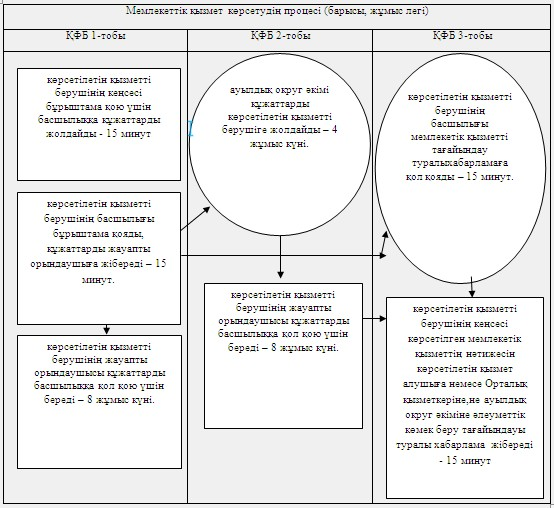 Мемлекеттік қызмет көрсетудің процесі (барысы, жұмыс легі)
ҚФБ 1-тобы
ҚФБ 2-тобы
ҚФБ 3-тобы
көрсетілетін қызметті
берушінің кеңсесі
бұрыштама қою үшін
басшылыққа құжаттарды
жолдайды - 15 минут
көрсетілетін қызметті
берушінің басшылығы
бұрыштама қояды,
құжаттарды жауапты
орындаушыға жібереді – 15
минут.
көрсетілетін қызметті
берушінің жауапты
орындаушысы құжаттарды
басшылыққа қол қою үшін
береді – 8 жұмыс күні.
ауылдық округ әкімі
құжаттарды
көрсетілетін қызметті
берушіге жолдайды – 4
жұмыс күні.
көрсетілетін қызметті
берушінің жауапты
орындаушысы құжаттарды
басшылыққа қол қою үшін
береді – 8 жұмыс күні.
көрсетілетін қызметті
берушінің
басшылығы
мемлекетік қызметті
тағайындау
туралыхабарламаға
қол қояды – 15 минут.
көрсетілетін қызметті
берушінің кеңсесі
көрсетілген мемлекетік
қызметтің нәтижесін
көрсетілетін қызмет
алушыға немесе Орталық
қызметкеріне,не ауылдық
округ әкіміне әлеуметтік
көмек беру тағайындауы
туралы хабарлама жібереді
- 15 минут